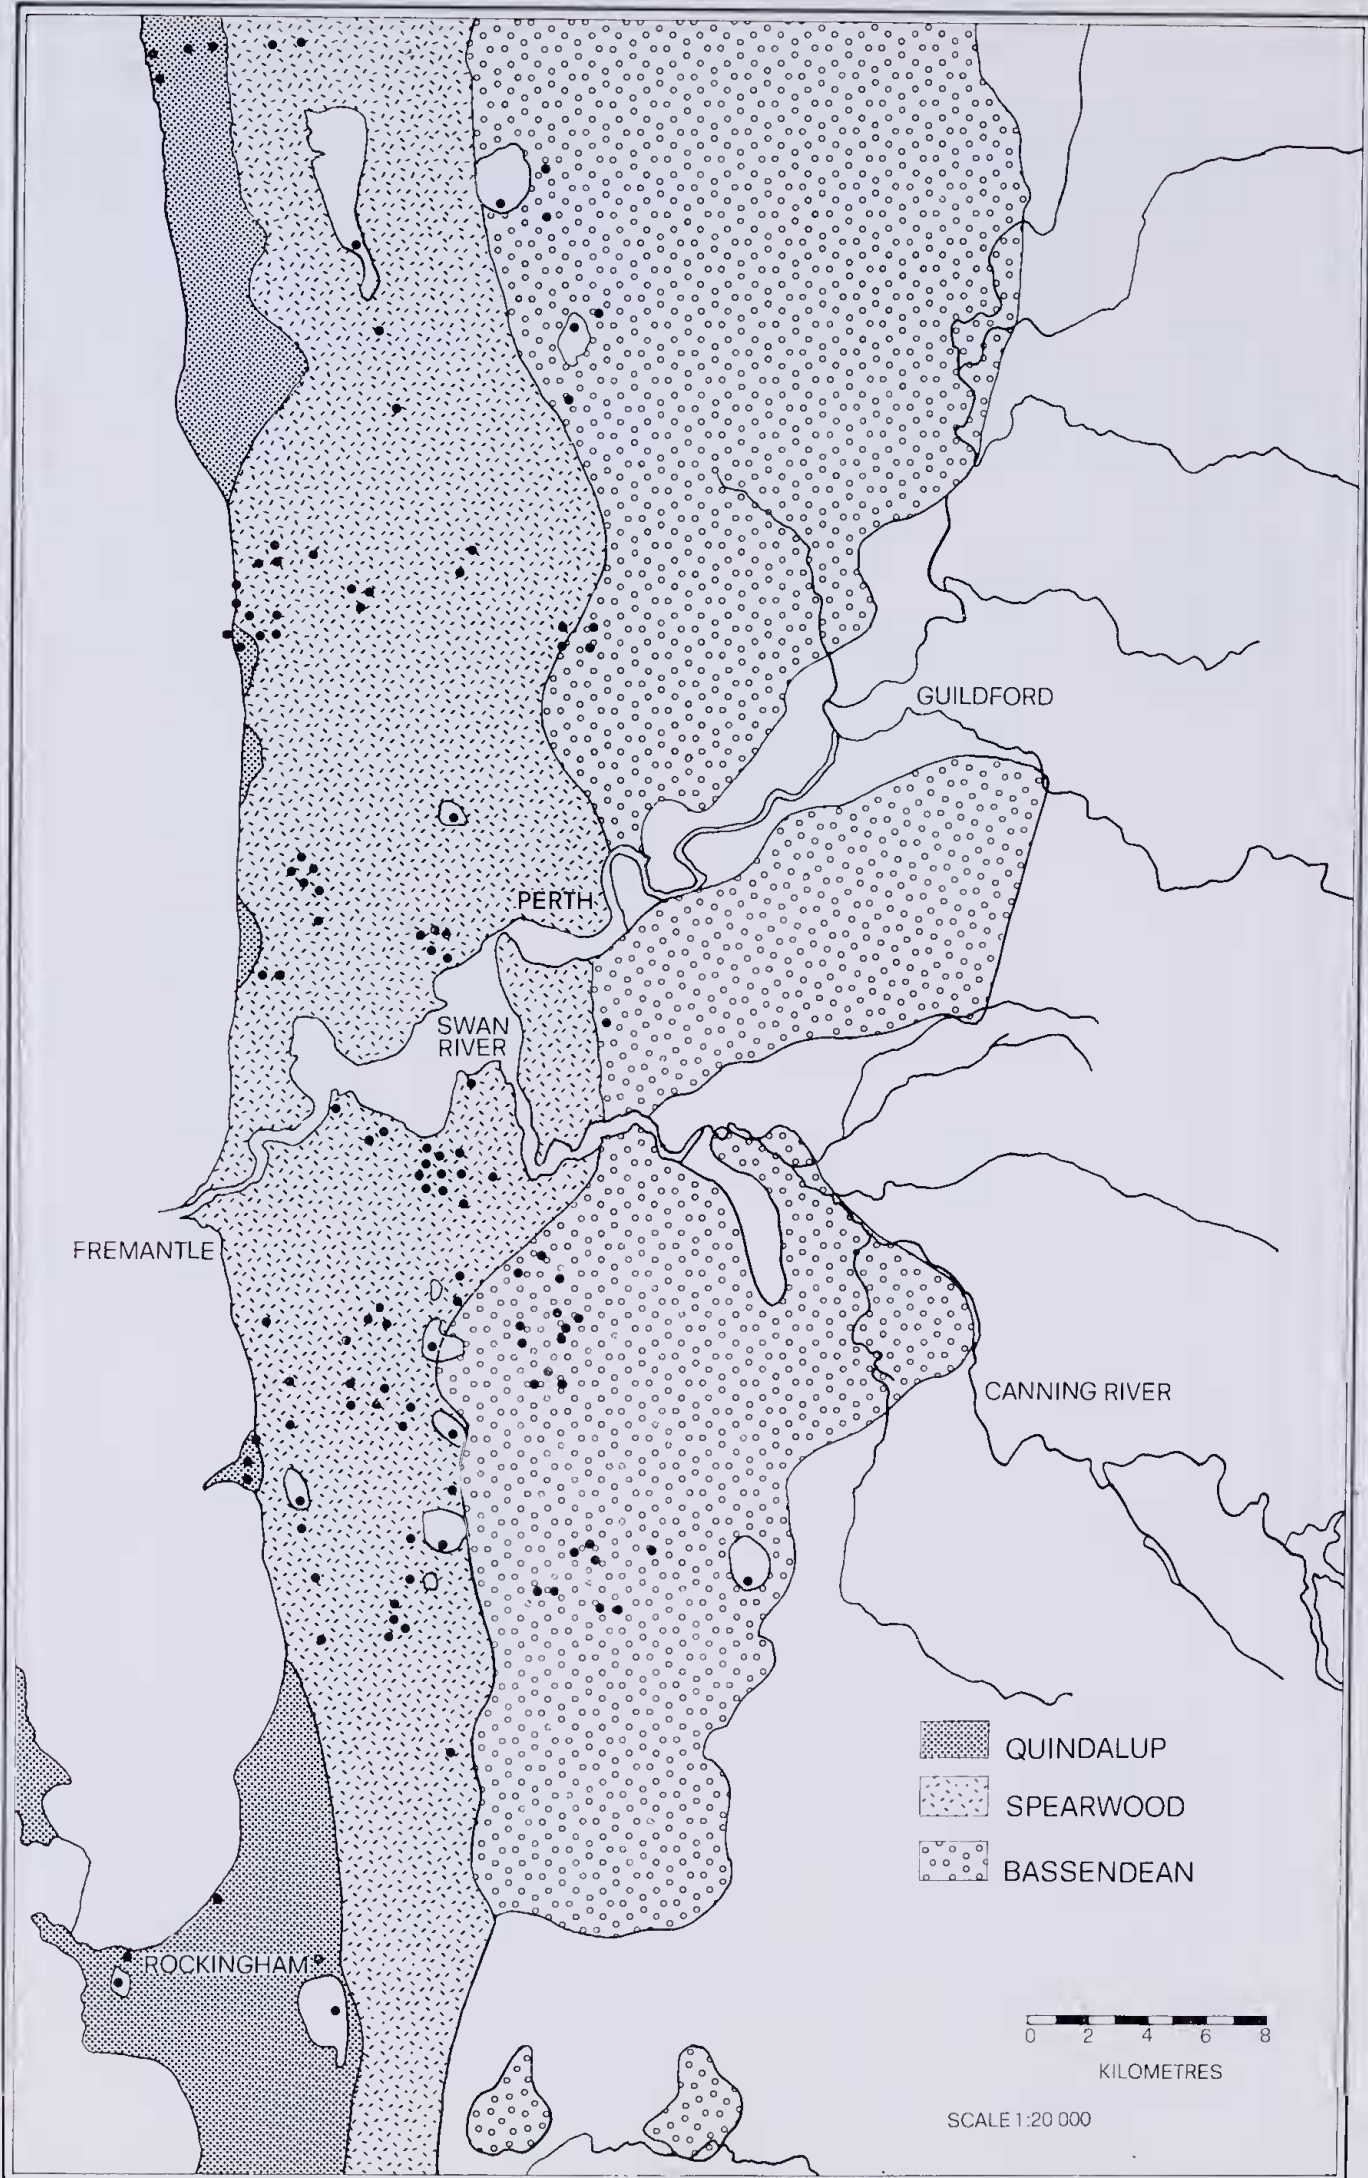 GUILDFORD
PERTH
SWAN
RIVER
FREMANTLE
CANNING RIVER
QUINDALUP
SPEARWOOD
BASSENDEAN
ROCKINGHAM
0 2 4 6 8
KILOMETRES
SCALE 1:20 000